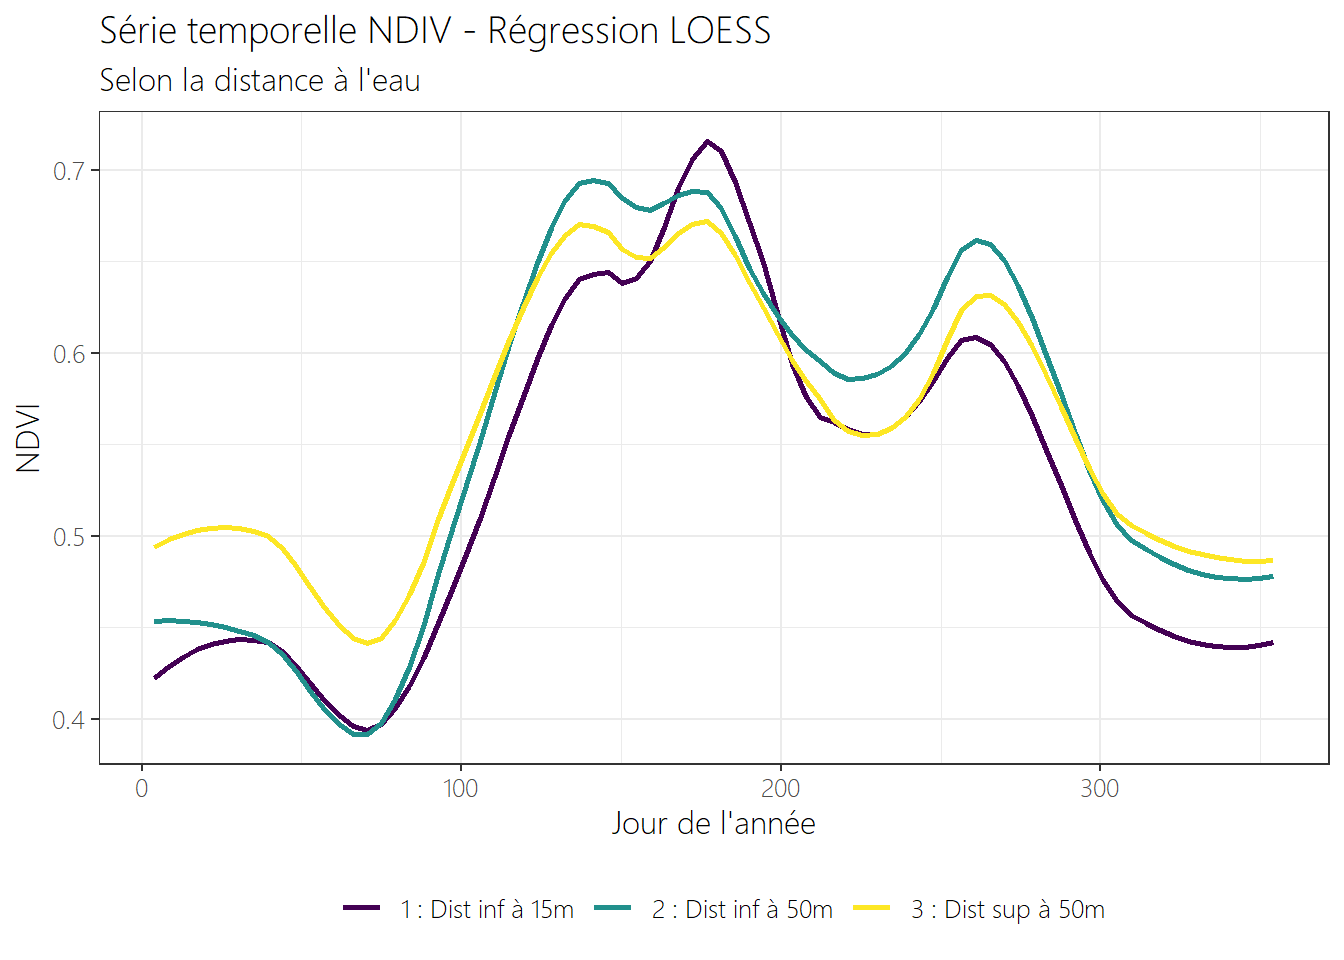 Série temporelle NDIV - Régression LOESS
Selon la distance à l'eau
NDVI
0.7
0.6
0.5
0.4
0 100 200 300
Jour de l'année
1 : Dist inf à 15m 2 : Dist inf à 50m 3 : Dist sup à 50m